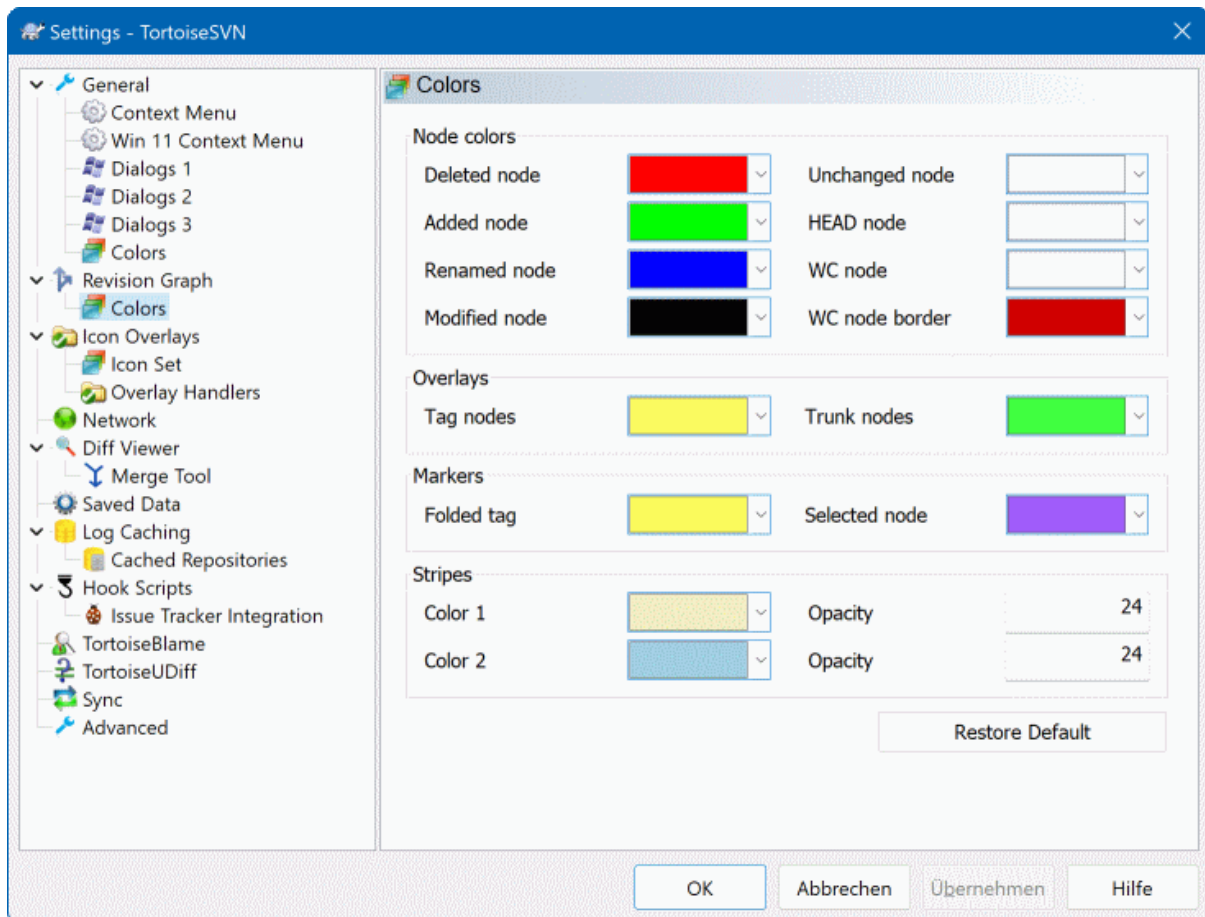 Settings - TortoiseSVN
General
Context Menu
Win 11 Context Menu
Dialogs 1
Dialogs 2
Dialogs 3
Colors
Revision Graph
Colors
Icon Overlays
Icon Set
Overlay Handlers
Network
Diff Viewer
Merge Tool
Saved Data
Log Caching
Cached Repositories
Hook Scripts
Issue Tracker Integration
TortoiseBlame
TortoiseUDiff
Sync
Advanced
Colors
Node colors
Deleted node Unchanged node
Added node HEAD node
Renamed node WC node
Modified node WC node border
Overlays
Tag nodes Trunk nodes
Markers
Folded tag Selected node
Stripes
Color 1 Opacity 24
Color 2 Opacity 24
Restore Default
OK Abbrechen Übernehmen Hilfe